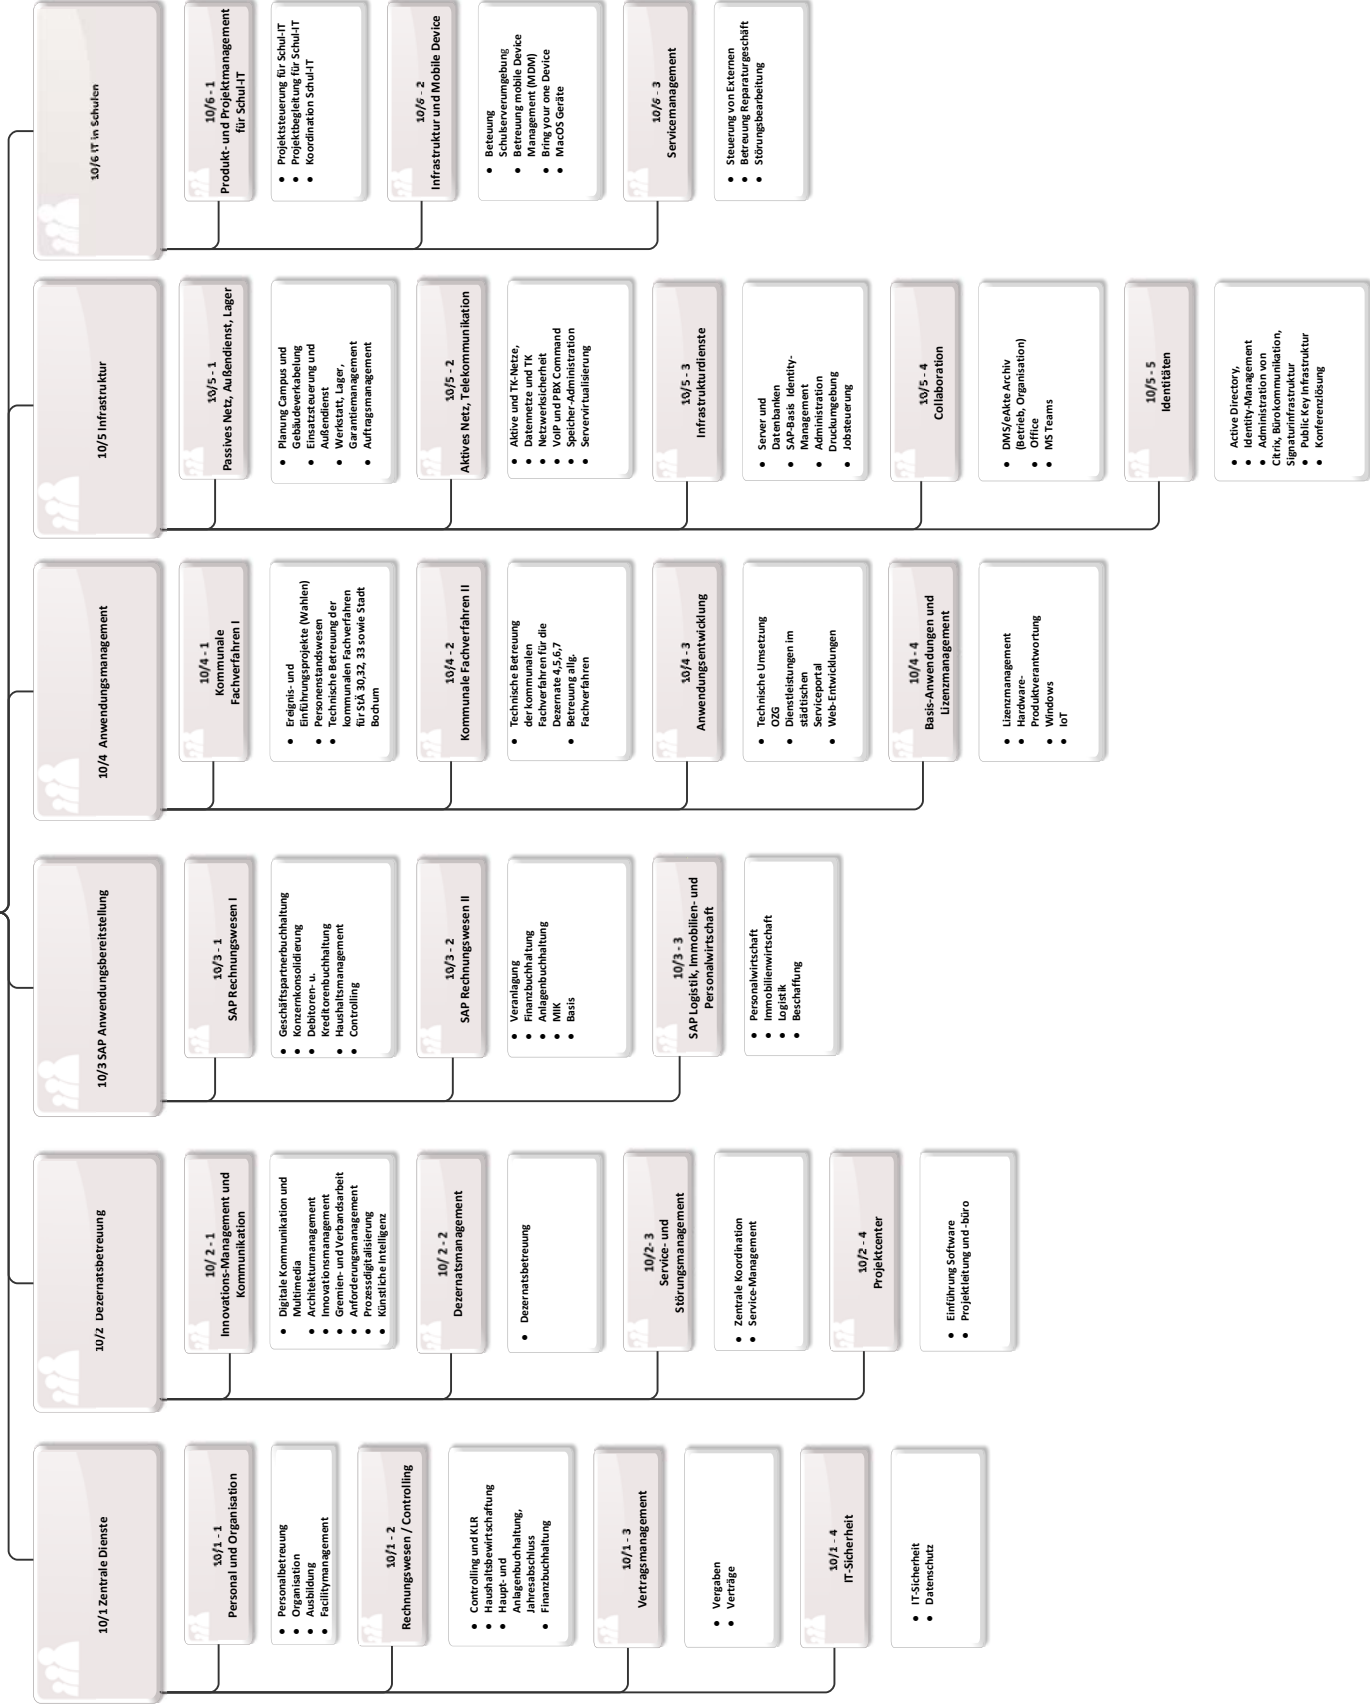 10/1 Zentrale Dienste
10/1 - 1
Personal und Organisation
Personalbetreuung
Organisation
Ausbildung
Facilitymanagement
10/1 - 2
Rechnungswesen / Controlling
Controlling und KLR
Haushaltsbewirtschaftung
Haupt- und
Anlagenbuchhaltung,
Jahresabschluss
Finanzbuchhaltung
10/1 - 3
Vertragsmanagement
Vergaben
Verträge
10/1 - 4
IT-Sicherheit
IT-Sicherheit
Datenschutz
10/2 Dezernatsbetreuung
10/ 2 - 1
Innovations-Management und
Kommunikation
Digitale Kommunikation und
Multimedia
Architekturmanagement
Innovationsmanagement
Gremien- und Verbandsarbeit
Anforderungsmanagement
Prozessdigitalisierung
Künstliche Intelligenz
10/ 2 - 2
Dezernatsmanagement
Dezernatsbetreuung
10/2- 3
Service- und
Störungsmanagement
Zentrale Koordination
Service-Management
10/2 - 4
Projektcenter
Einführung Software
Projektleitung und -büro
10/3 SAP Anwendungsbereitstellung
10/3 - 1
SAP Rechnungswesen I
Geschäftspartnerbuchhaltung
Konzernkonsolidierung
Debitoren- u.
Kreditorenbuchhaltung
Haushaltsmanagement
Controlling
10/3 - 2
SAP Rechnungswesen II
Veranlagung
Finanzbuchhaltung
Anlagenbuchhaltung
MIK
Basis
10/3 - 3
SAP Logistik, Immobilien- und
Personalwirtschaft
Personalwirtschaft
Immobilienwirtschaft
Logistik
Beschaffung
10/4 Anwendungsmanagement
10/4 - 1
Kommunale
Fachverfahren I
Ereignis- und
Einführungsprojekte (Wahlen)
Personenstandswesen
Technische Betreuung der
kommunalen Fachverfahren
für StÄ 30,32, 33 sowie Stadt
Bochum
10/4 - 2
Kommunale Fachverfahren II
Technische Betreuung
der kommunalen
Fachverfahren für die
Dezernate 4,5,6,7
Betreuung allg.
Fachverfahren
10/4 - 3
Anwendungsentwicklung
Technische Umsetzung
OZG
Dienstleistungen im
städtischen
Serviceportal
Web-Entwicklungen
10/4 - 4
Basis-Anwendungen und
Lizenzmanagement
Lizenzmanagement
Hardware-
Produktverantwortung
Windows
IoT
10/5 Infrastruktur
10/5 - 1
Passives Netz, Außendienst, Lager
Planung Campus und
Gebäudeverkabelung
Einsatzsteuerung und
Außendienst
Werkstatt, Lager,
Garantiemanagement
Auftragsmanagement
10/5 - 2
Aktives Netz, Telekommunikation
Aktive und TK-Netze,
Datennetze und TK
Netzwerksicherheit
VoIP und PBX Command
Speicher-Administration
Servervirtualisierung
10/5 - 3
Infrastrukturdienste
Server und
Datenbanken
SAP-Basis Identity-
Management
Administration
Druckumgebung
Jobsteuerung
10/5 - 4
Collaboration
DMS/eAkte Archiv
(Betrieb, Organisation)
Office
MS Teams
10/5 - 5
Identitäten
Active Directory,
Identity-Management
Administration von
Citrix, Bürokommunikation,
Signaturinfrastruktur
Public Key Infrastruktur
Konferenzlösung
10/6 IT in Schulen
10/6 - 1
Produkt- und Projektmanagement
für Schul-IT
Projektsteuerung für Schul-IT
Projektbegleitung für Schul-IT
Koordination Schul-IT
10/6 - 2
Infrastruktur und Mobile Device
Beteuung
Schulserverumgebung
Betreuung mobile Device
Management (MDM)
Bring your one Device
MacOS Geräte
10/6 - 3
Servicemanagement
Steuerung von Externen
Betreuung Reparaturgeschäft
Störungsbearbeitung